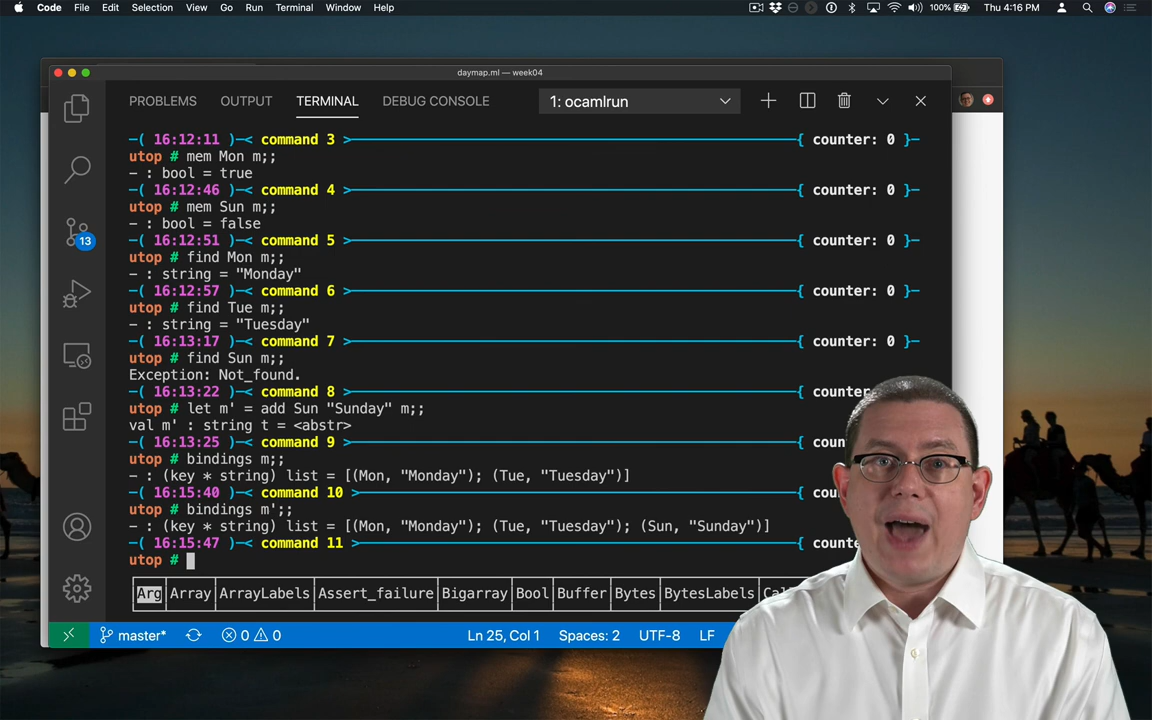 Code File Edit Selection View Go Run Terminal Window Help 100% Thu 4:16 PM
daymap.ml — week04
PROBLEMS OUTPUT TERMINAL DEBUG CONSOLE 1: ocamlrun
─( 16:12:11 )─< command 3 >─{ counter: 0 }─
utop # mem Mon m;;
- : bool = true
─( 16:12:46 )─< command 4 >─{ counter: 0 }─
utop # mem Sun m;;
- : bool = false
─( 16:12:51 )─< command 5 >─{ counter: 0 }─
utop # find Mon m;;
- : string = "Monday"
─( 16:12:57 )─< command 6 >─{ counter: 0 }─
utop # find Tue m;;
- : string = "Tuesday"
─( 16:13:17 )─< command 7 >─{ counter: 0 }─
utop # find Sun m;;
Exception: Not_found.
─( 16:13:22 )─< command 8 >─{ counter:
utop # let m' = add Sun "Sunday" m;;
val m' : string t = <abstr>
─( 16:13:25 )─< command 9 >─{ cou
utop # bindings m;;
- : (key * string) list = [(Mon, "Monday"); (Tue, "Tuesday")]
─( 16:15:40 )─< command 10 >─{ cou
utop # bindings m';;
- : (key * string) list = [(Mon, "Monday"); (Tue, "Tuesday"); (Sun, "Sunday")]
─( 16:15:47 )─< command 11 >─{ counte
utop #
Arg Array ArrayLabels Assert_failure Bigarray Bool Buffer Bytes BytesLabels Cal
13
master* 0 0 Ln 25, Col 1 Spaces: 2 UTF-8 LF